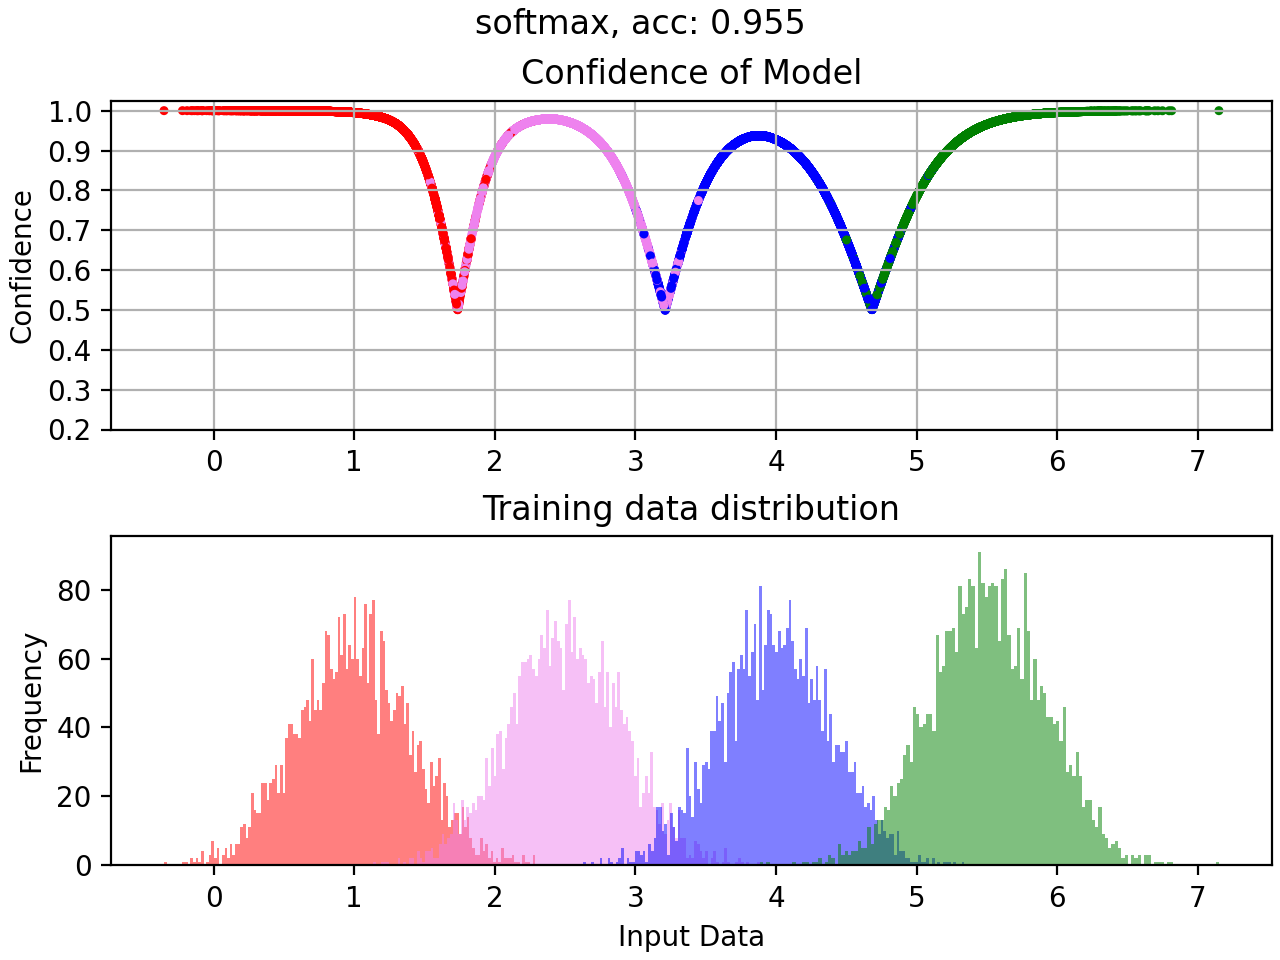 softmax, acc: 0.955
Confidence of Model
Confidence
1.0
0.9
0.8
0.7
0.6
0.5
0.4
0.3
0.2
0 1 2 3 4 5 6 7
Training data distribution
Frequency
80
60
40
20
0
0 1 2 3 4 5 6 7
Input Data